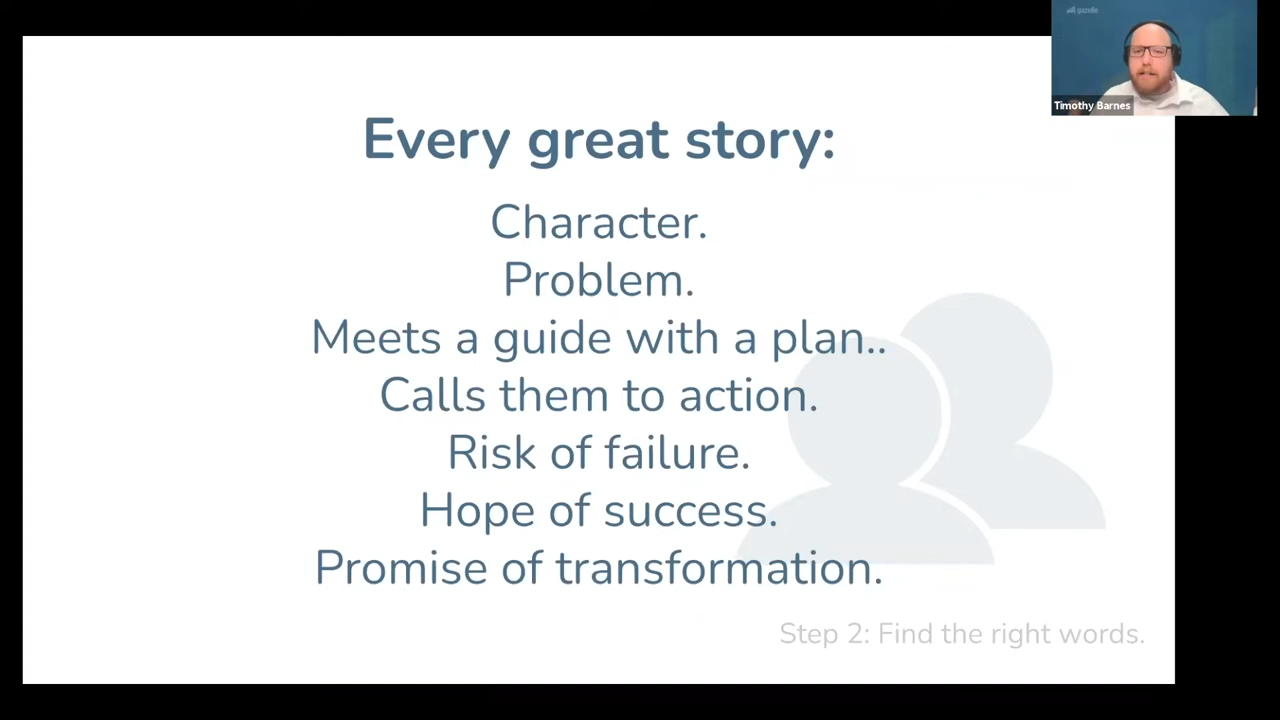 gazelle
Timothy Barnes
Every great story:
Character.
Problem.
Meets a guide with a plan..
Calls them to action.
Risk of failure.
Hope of success.
Promise of transformation.
Step 2: Find the right words.